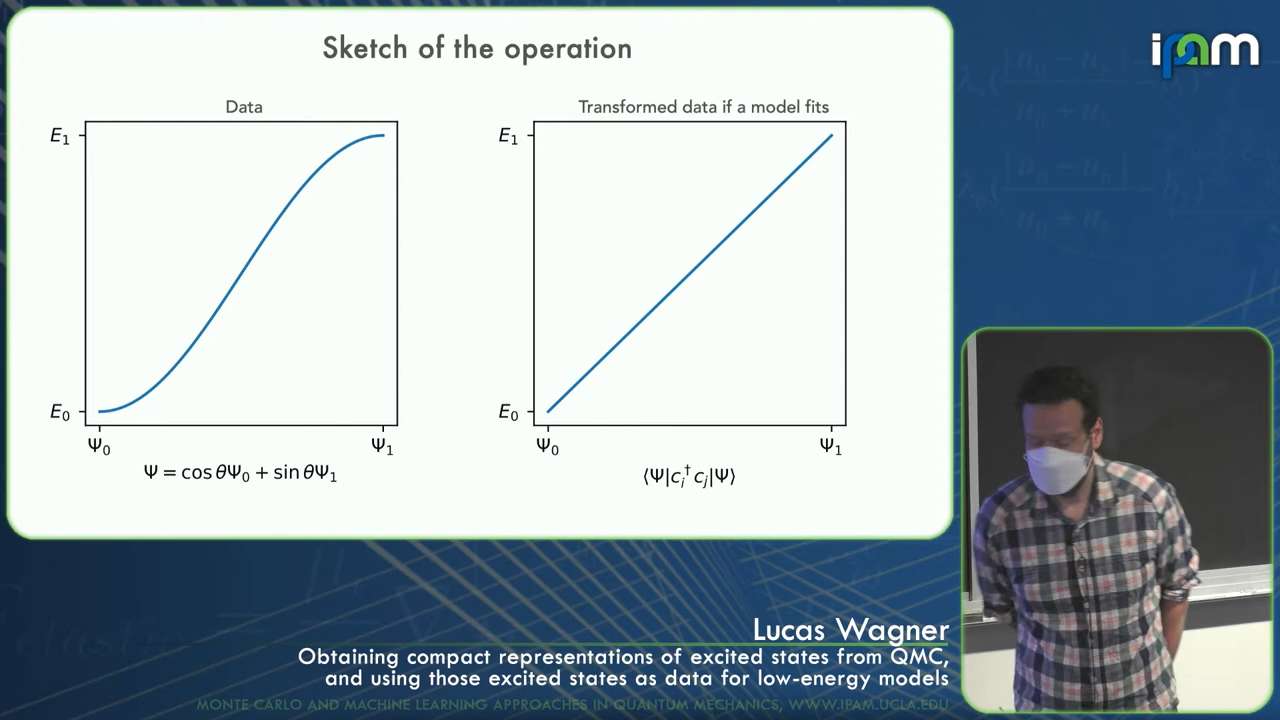 Sketch of the operation
ipam
Data
Transformed data if a model fits
E₁
E₀
Ψ₀
Ψ₁
Ψ = cos θΨ₀ + sin θΨ₁
E₁
E₀
Ψ₀
Ψ₁
⟨Ψ|c_i†c_j|Ψ⟩
Lucas Wagner
Obtaining compact representations of excited states from QMC,
and using those excited states as data for low-energy models
MONTE CARLO AND MACHINE LEARNING APPROACHES IN QUANTUM MECHANICS, WWW.IPAM.UCLA.EDU